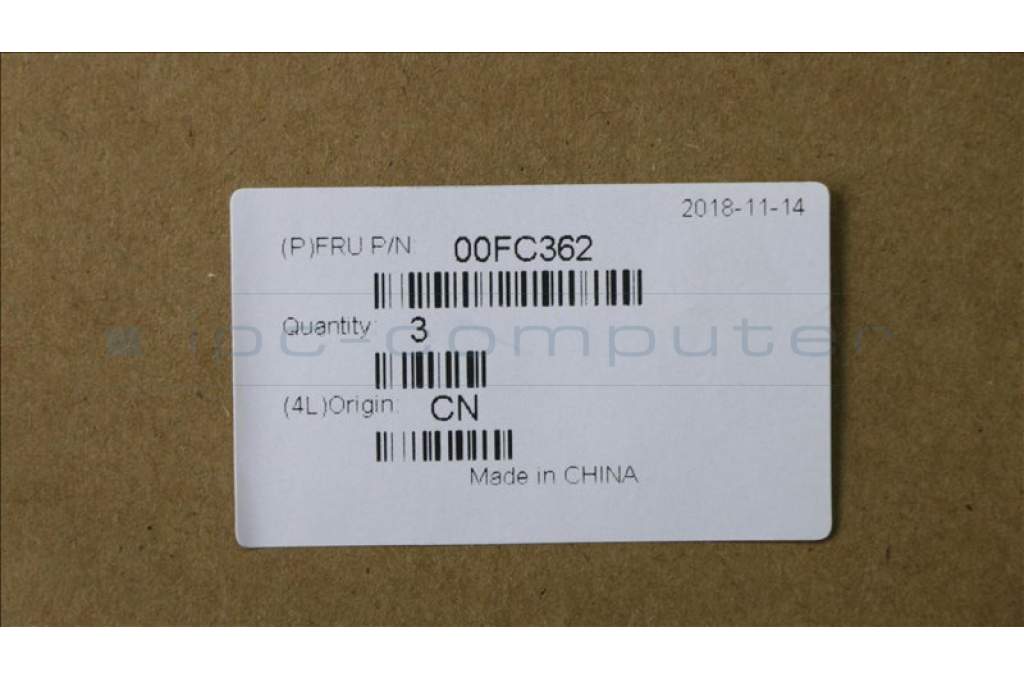 2018-11-14
(P)FRU P/N: 00FC362
Quantity: 3
ipc-computer
(4L)Origin: CN
Made in CHINA